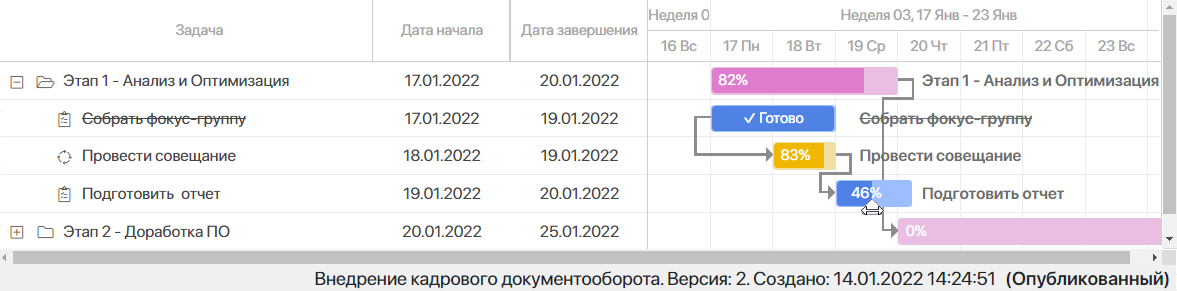 Задача Дата начала Дата завершения Неделя 0 Неделя 03, 17 Янв - 23 Янв
16 Вс 17 Пн 18 Вт 19 Ср 20 Чт 21 Пт 22 Сб 23 Вс
Этап 1 - Анализ и Оптимизация 17.01.2022 20.01.2022 82% Этап 1 - Анализ и Оптимизация
Собрать фокус-группу 17.01.2022 19.01.2022 ✓ Готово Собрать фокус-группу
Провести совещание 18.01.2022 19.01.2022 83% Провести совещание
Подготовить отчет 19.01.2022 20.01.2022 46% Подготовить отчет
Этап 2 - Доработка ПО 20.01.2022 25.01.2022 0%
Внедрение кадрового документооборота. Версия: 2. Создано: 14.01.2022 14:24:51 (Опубликованный)